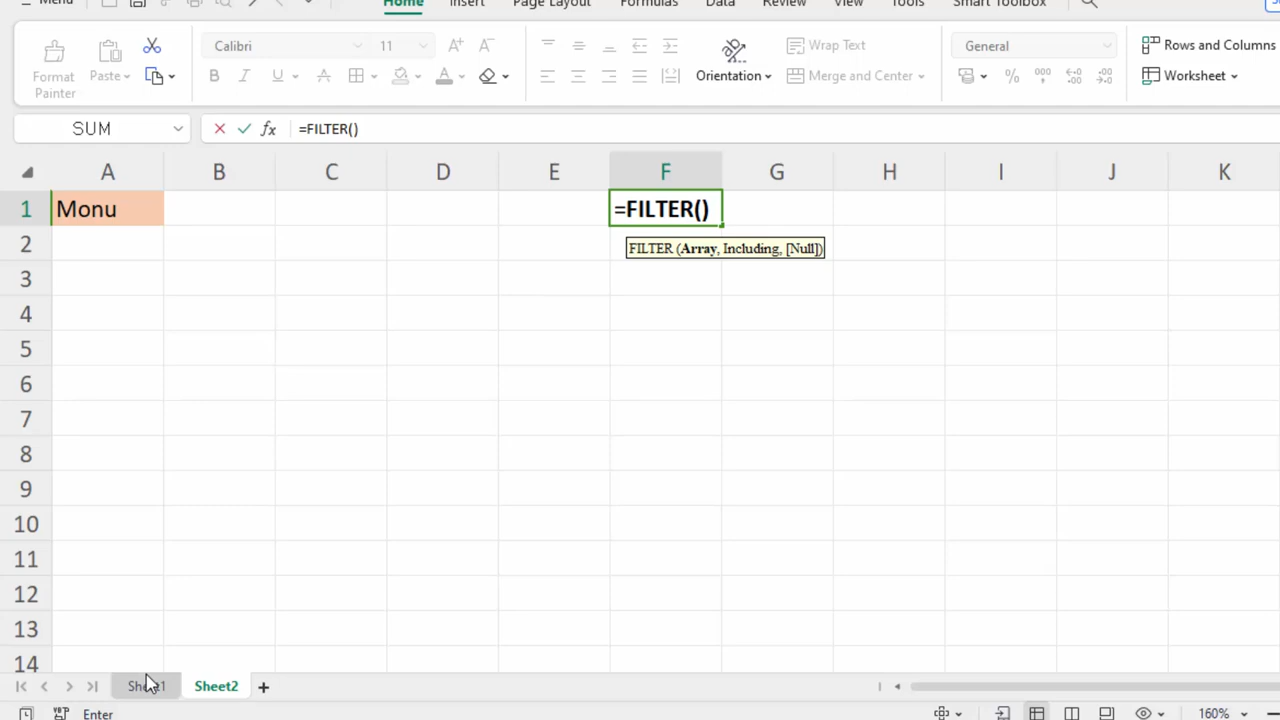 Menu
Home Insert Page Layout Formulas Data Review View Tools Smart Toolbox
Calibri 11 A+ A- Wrap Text General Rows and Columns
Format Painter Paste B I U A A Orientation Merge and Center % 000 Worksheet
SUM fx =FILTER()
A B C D E F G H I J K
1 Monu =FILTER()
2 FILTER (Array, Including, [Null])
3
4
5
6
7
8
9
10
11
12
13
14
Sheet2 +
Enter 160%